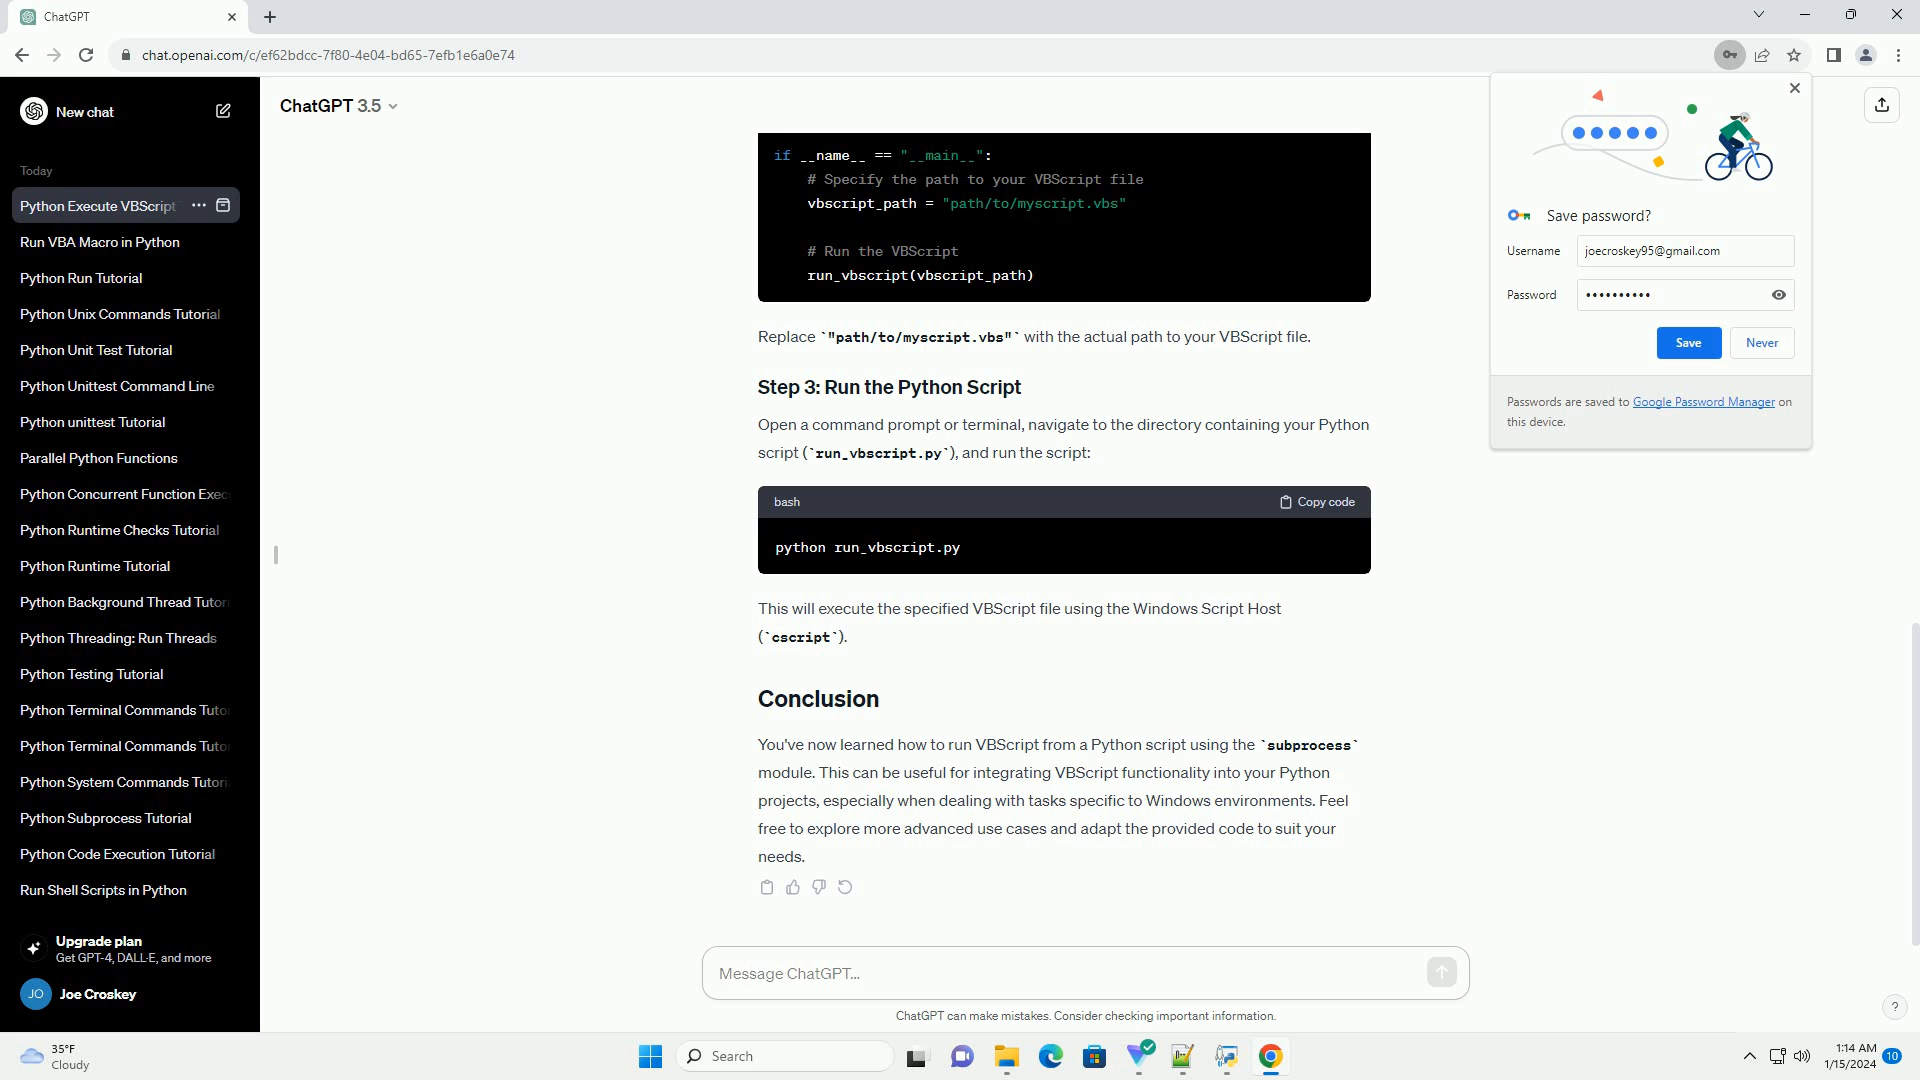 ChatGPT
chat.openai.com/c/ef62bdcc-7f80-4e04-bd65-7efb1e6a0e74
New chat
Today
Python Execute VBScript
Run VBA Macro in Python
Python Run Tutorial
Python Unix Commands Tutorial
Python Unit Test Tutorial
Python Unittest Command Line
Python unittest Tutorial
Parallel Python Functions
Python Concurrent Function Exec
Python Runtime Checks Tutorial
Python Runtime Tutorial
Python Background Thread Tutor
Python Threading: Run Threads
Python Testing Tutorial
Python Terminal Commands Tuto
Python Terminal Commands Tuto
Python System Commands Tutori
Python Subprocess Tutorial
Python Code Execution Tutorial
Run Shell Scripts in Python
Upgrade plan
Get GPT-4, DALL·E, and more
JO Joe Croskey
ChatGPT 3.5
if __name__ == "__main__":
# Specify the path to your VBScript file
vbscript_path = "path/to/myscript.vbs"
# Run the VBScript
run_vbscript(vbscript_path)
Replace `"path/to/myscript.vbs"` with the actual path to your VBScript file.
Step 3: Run the Python Script
Open a command prompt or terminal, navigate to the directory containing your Python
script (`run_vbscript.py`), and run the script:
bash Copy code
python run_vbscript.py
This will execute the specified VBScript file using the Windows Script Host
(`cscript`).
Conclusion
You've now learned how to run VBScript from a Python script using the `subprocess`
module. This can be useful for integrating VBScript functionality into your Python
projects, especially when dealing with tasks specific to Windows environments. Feel
free to explore more advanced use cases and adapt the provided code to suit your
needs.
Message ChatGPT...
ChatGPT can make mistakes. Consider checking important information.
?
Save password?
Username joecroskey95@gmail.com
Password ••••••••••
Save Never
Passwords are saved to Google Password Manager on
this device.
35°F
Cloudy
Search
1:14 AM
1/15/2024
10